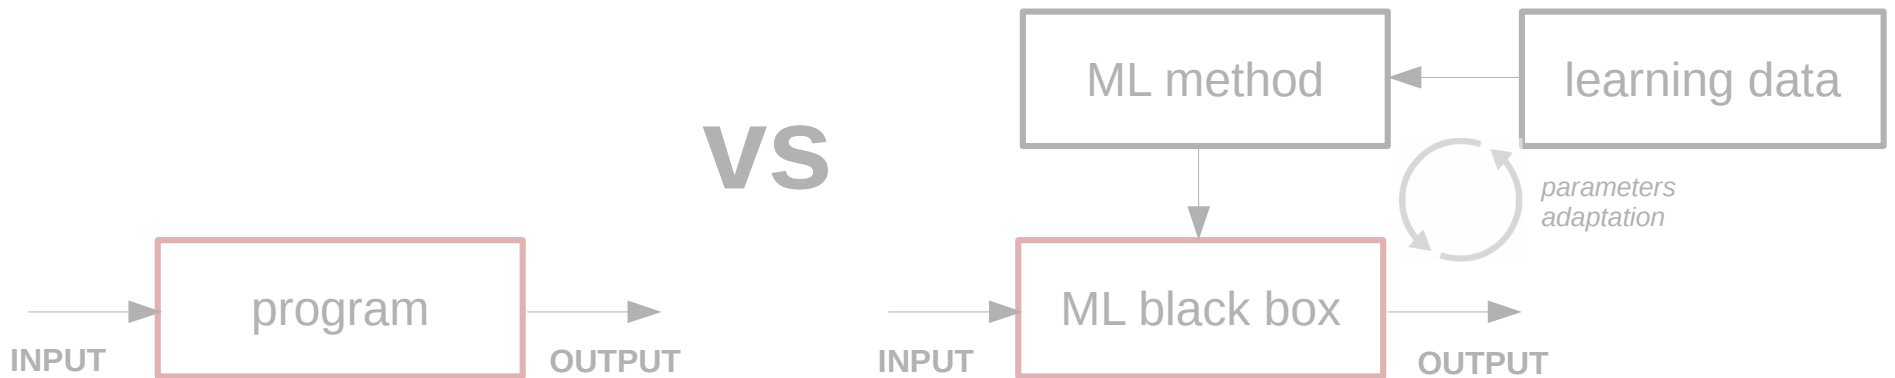 ML method
learning data
vs
parameters
adaptation
program
ML black box
INPUT
OUTPUT
INPUT
OUTPUT